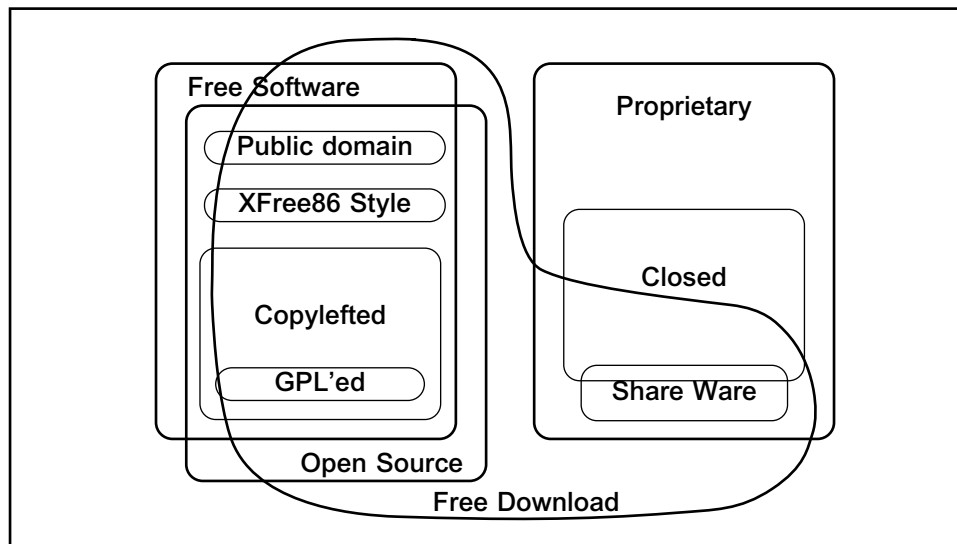 Free Software
Proprietary
Public domain
XFree86 Style
Closed
Copylefted
GPL’ed
Share Ware
Open Source
Free Download